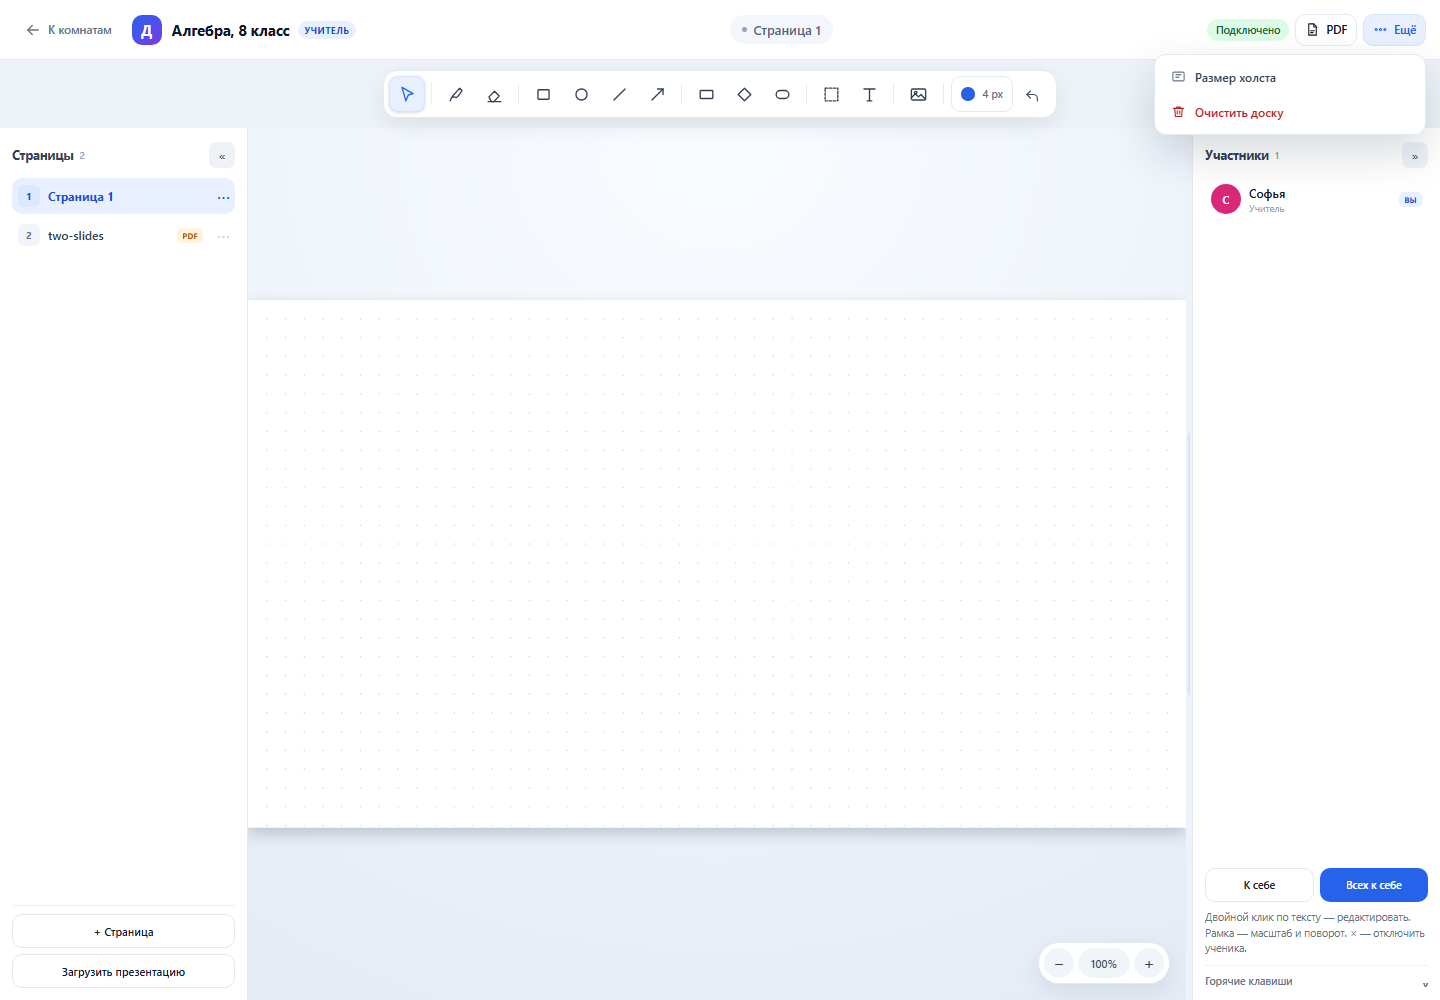 К комнатам
Д
Алгебра, 8 класс
УЧИТЕЛЬ
Страница 1
Подключено
PDF
Ещё
Размер холста
Очистить доску
4 px
Страницы 2
«
1 Страница 1
2 two-slides PDF
+ Страница
Загрузить презентацию
Участники 1
»
С
Софья
Учитель
ВЫ
К себе
Всех к себе
Двойной клик по тексту — редактировать.
Рамка — масштаб и поворот. × — отключить
ученика.
Горячие клавиши
− 100% +